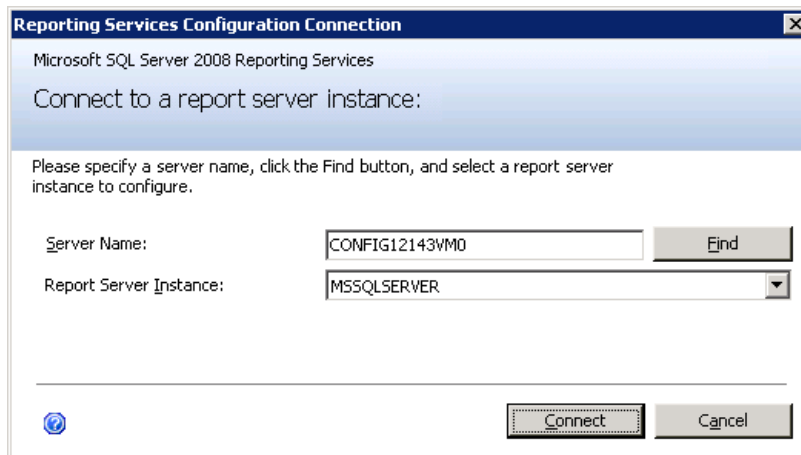 Reporting Services Configuration Connection
Microsoft SQL Server 2008 Reporting Services
Connect to a report server instance:
Please specify a server name, click the Find button, and select a report server
instance to configure.
Server Name: CONFIG12143VM0 Find
Report Server Instance: MSSQLSERVER
Connect Cancel